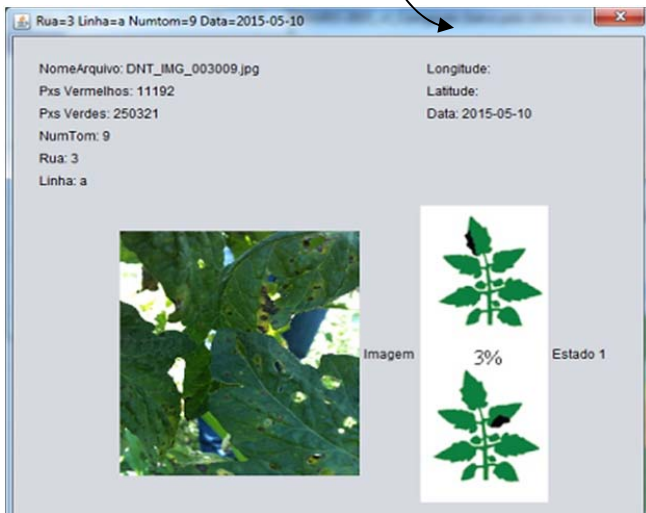 Rua=3 Linha=a Numtom=9 Data=2015-05-10
NomeArquivo: DNT_IMG_003009.jpg
Pxs Vermelhos: 11192
Pxs Verdes: 250321
NumTom: 9
Rua: 3
Linha: a
Longitude:
Latitude:
Data: 2015-05-10
Imagem
3%
Estado 1